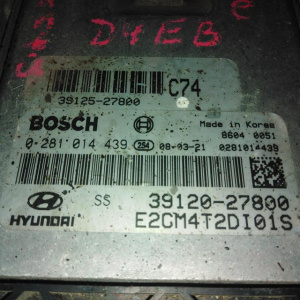 D4EB
e
C74
39125-27800
BOSCH
Made in Korea
8604 0051
0 281 014 439 254 08-03-21 0281014439
HYUNDAI
S5
39120-27800
E2CM4T2DI01S